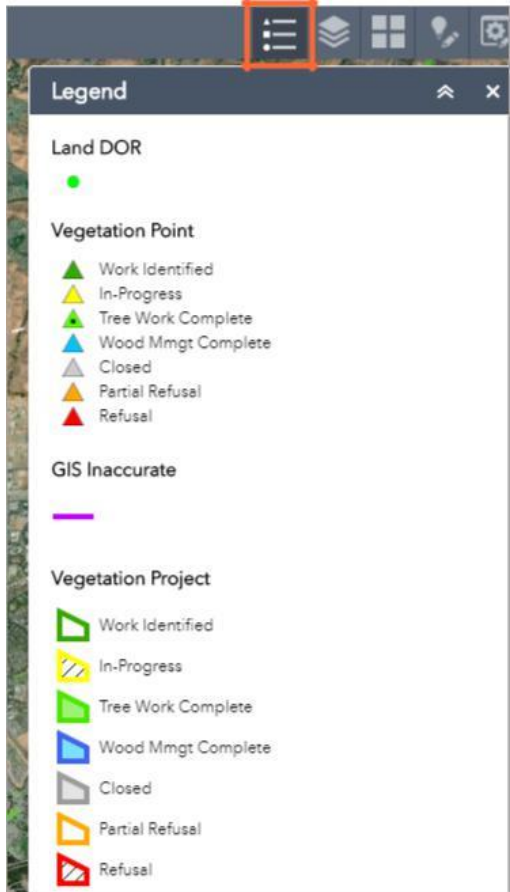 Legend
Land DOR
Vegetation Point
Work Identified
In-Progress
Tree Work Complete
Wood Mmgt Complete
Closed
Partial Refusal
Refusal
GIS Inaccurate
Vegetation Project
Work Identified
In-Progress
Tree Work Complete
Wood Mmgt Complete
Closed
Partial Refusal
Refusal